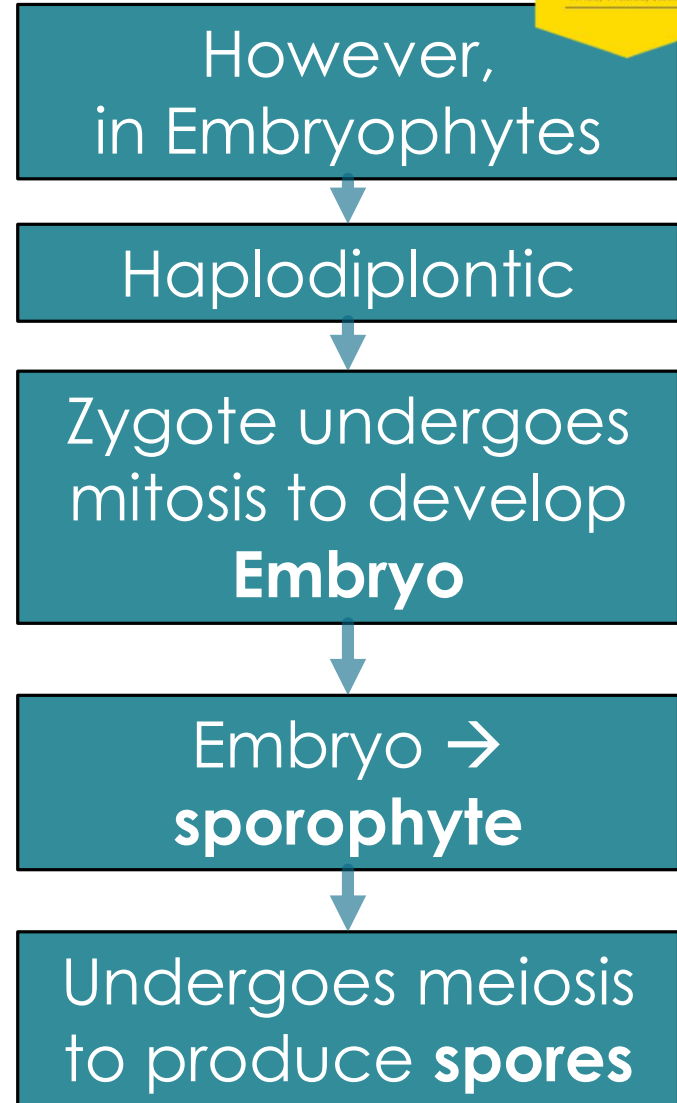 However,
in Embryophytes
Haplodiplontic
Zygote undergoes
mitosis to develop
Embryo
Embryo →
sporophyte
Undergoes meiosis
to produce spores